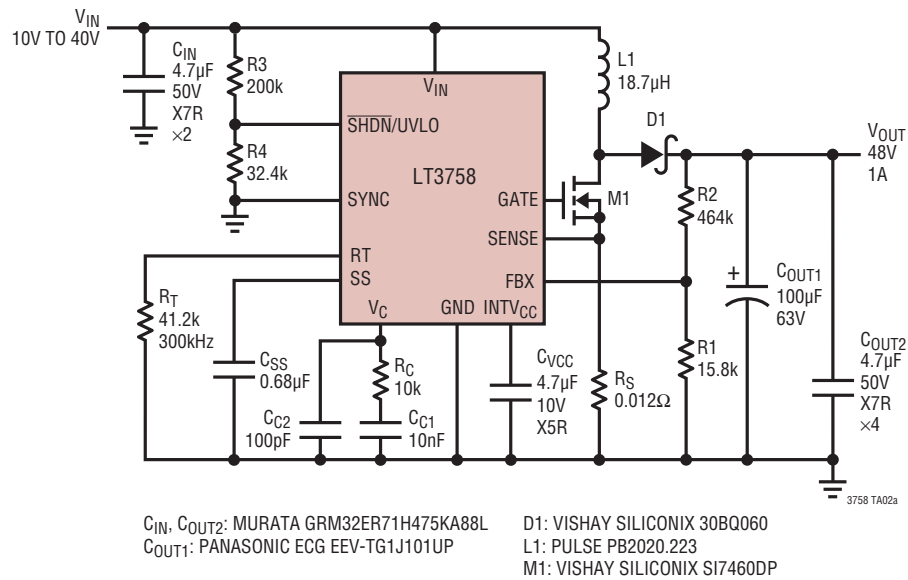 VIN
10V TO 40V
CIN
4.7µF
50V
X7R
×2
R3
200k
R4
32.4k
VIN
SHDN/UVLO
LT3758
SYNC
GATE
SENSE
RT
SS
FBX
VC
GND
INTVCC
L1
18.7µH
D1
M1
VOUT
48V
1A
R2
464k
COUT1
+
100µF
63V
RT
41.2k
300kHz
CSS
0.68µF
RC
10k
CC2
100pF
CC1
10nF
CVCC
4.7µF
10V
X5R
RS
0.012Ω
R1
15.8k
COUT2
4.7µF
50V
X7R
×4
3758 TA02a
CIN, COUT2: MURATA GRM32ER71H475KA88L
COUT1: PANASONIC ECG EEV-TG1J101UP
D1: VISHAY SILICONIX 30BQ060
L1: PULSE PB2020.223
M1: VISHAY SILICONIX SI7460DP